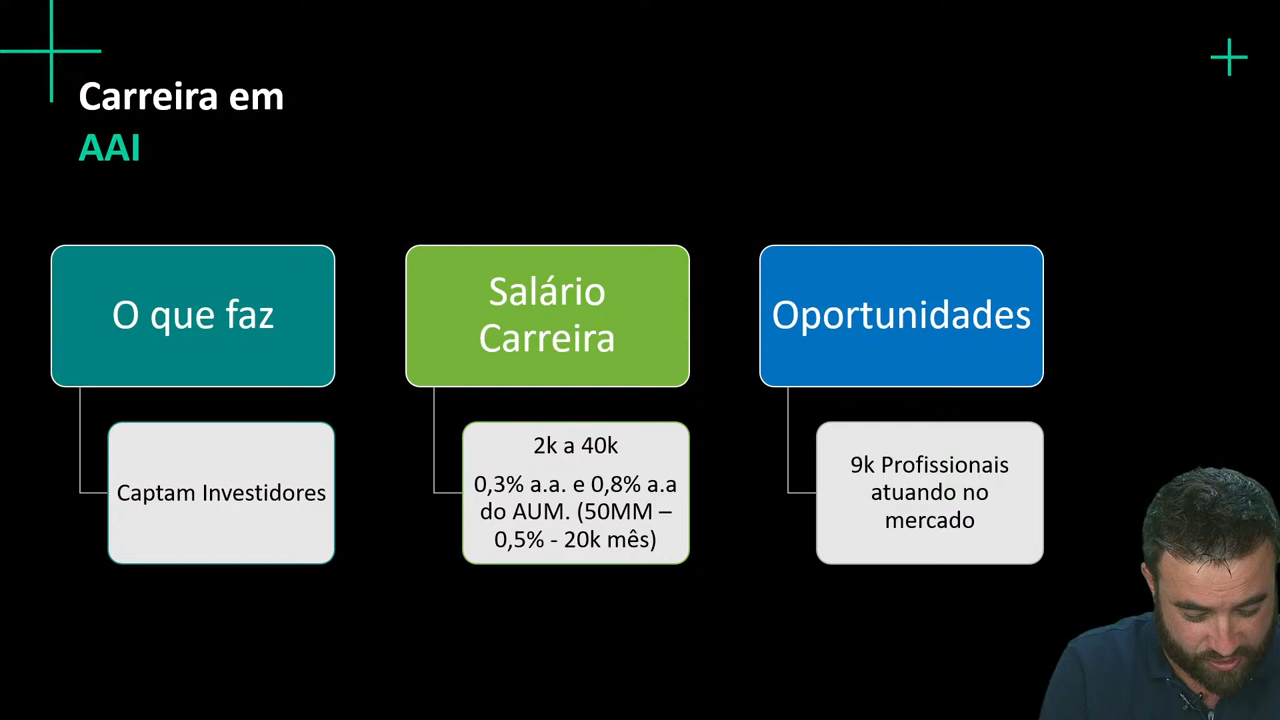 Carreira em
AAI
O que faz
Captam Investidores
Salário
Carreira
2k a 40k
0,3% a.a. e 0,8% a.a
do AUM. (50MM –
0,5% - 20k mês)
Oportunidades
9k Profissionais
atuando no
mercado